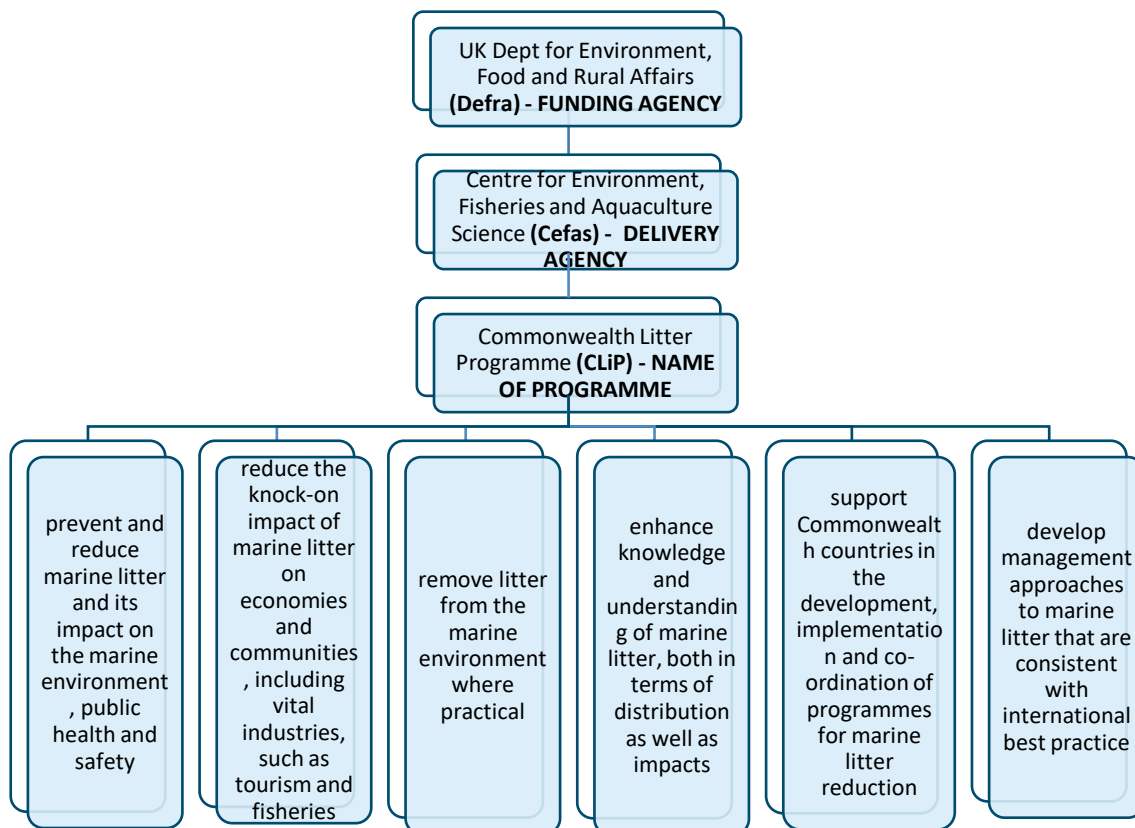 UK Dept for Environment,
Food and Rural Affairs
(Defra) - FUNDING AGENCY
Centre for Environment,
Fisheries and Aquaculture
Science (Cefas) - DELIVERY
AGENCY
Commonwealth Litter
Programme (CLiP) - NAME
OF PROGRAMME
prevent and
reduce
marine litter
and its
impact on
the marine
environment
, public
health and
safety
reduce the
knock-on
impact of
marine litter
on
economies
and
communities
, including
vital
industries,
such as
tourism and
fisheries
remove litter
from the
marine
environment
where
practical
enhance
knowledge
and
understandin
g of marine
litter, both in
terms of
distribution
as well as
impacts
support
Commonwealt
h countries in
the
development,
implementatio
n and co-
ordination of
programmes
for marine
litter
reduction
develop
management
approaches
to marine
litter that are
consistent
with
international
best practice